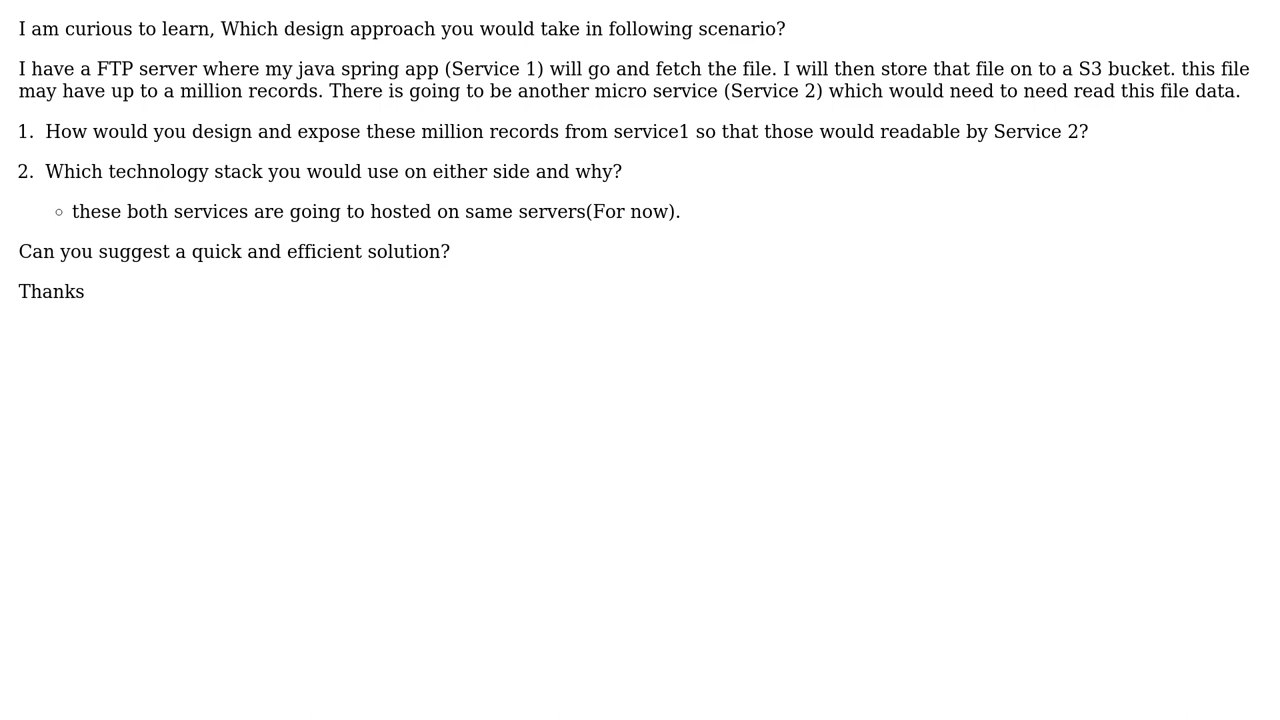 I am curious to learn, Which design approach you would take in following scenario?
I have a FTP server where my java spring app (Service 1) will go and fetch the file. I will then store that file on to a S3 bucket. this file
may have up to a million records. There is going to be another micro service (Service 2) which would need to need read this file data.
1. How would you design and expose these million records from service1 so that those would readable by Service 2?
2. Which technology stack you would use on either side and why?
○ these both services are going to hosted on same servers(For now).
Can you suggest a quick and efficient solution?
Thanks